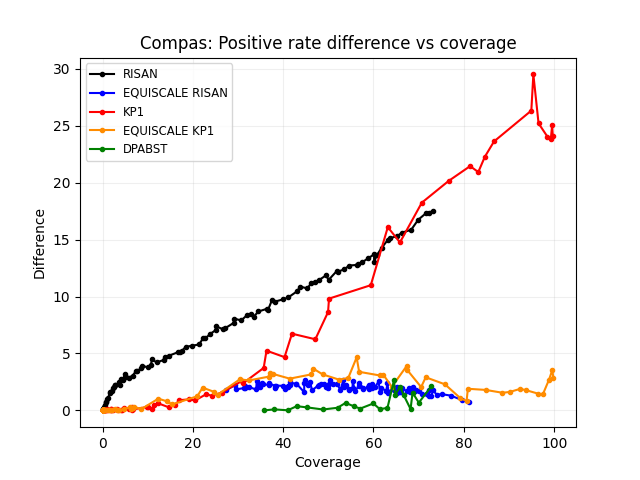 Compas: Positive rate difference vs coverage
RISAN
EQUISCALE RISAN
KP1
EQUISCALE KP1
DPABST
Difference
30
25
20
15
10
5
0
0 20 40 60 80 100
Coverage